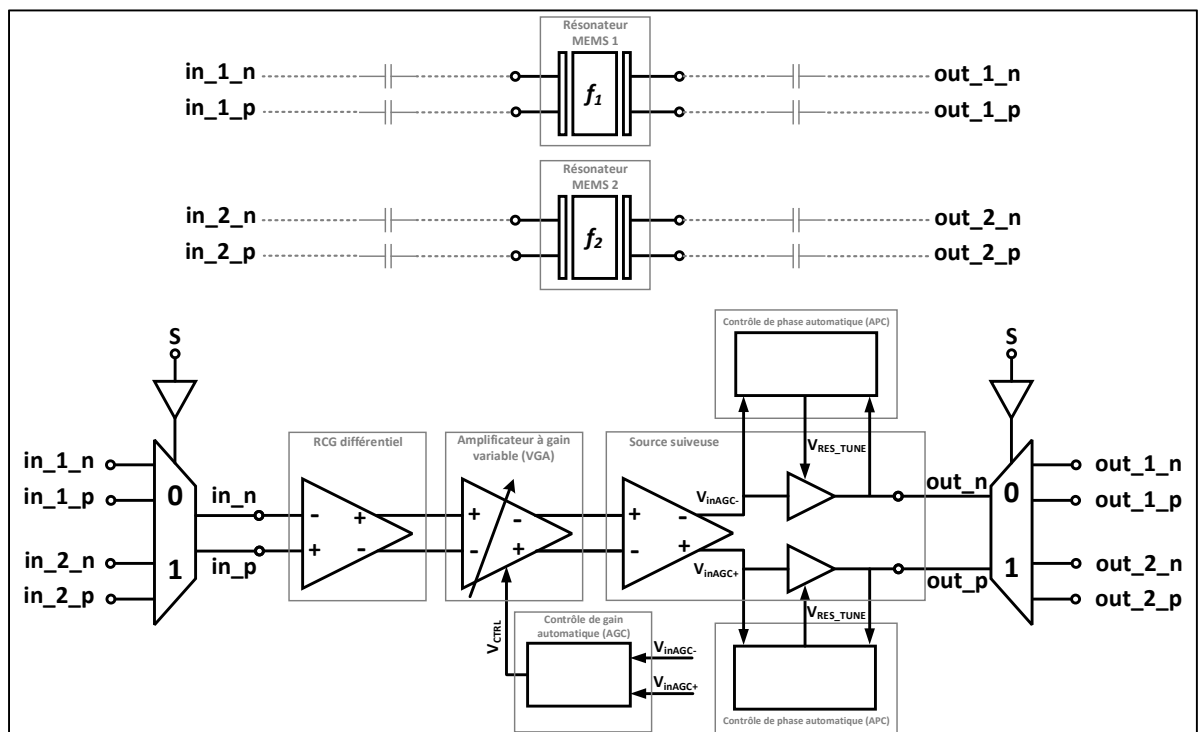 Résonateur
MEMS 1
in_1_n
out_1_n
f1
in_1_p
out_1_p
Résonateur
MEMS 2
in_2_n
out_2_n
f2
in_2_p
out_2_p
Contrôle de phase automatique (APC)
S
S
RCG différentiel
Amplificateur à gain
variable (VGA)
Source suiveuse
VRES_TUNE
in_1_n
in_1_p
in_2_n
in_2_p
0
1
in_n
in_p
-
+
+
-
+
-
-
+
+
-
-
+
VinAGC-
VinAGC+
out_n
out_p
0
1
out_1_n
out_1_p
out_2_n
out_2_p
VRES_TUNE
VCTRL
Contrôle de gain
automatique (AGC)
VinAGC-
VinAGC+
Contrôle de phase automatique (APC)